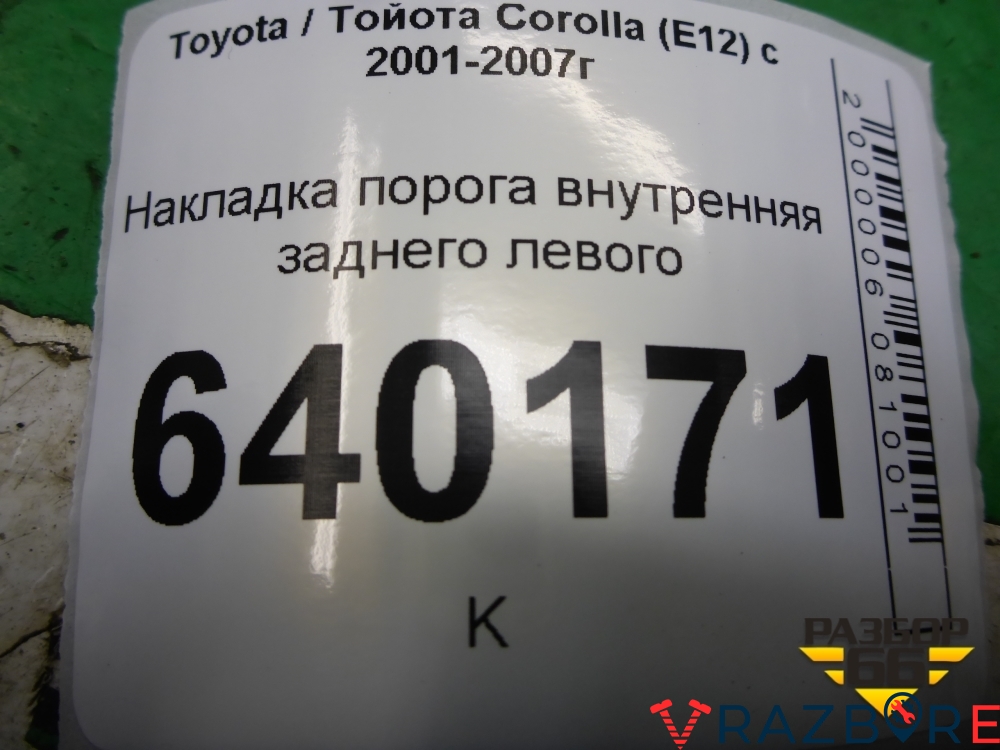 Toyota / Тойота Corolla (E12) с
2001-2007г
Накладка порога внутренняя
заднего левого
640171
К
2000006081001
РАЗБОР
66
VRAZBORE